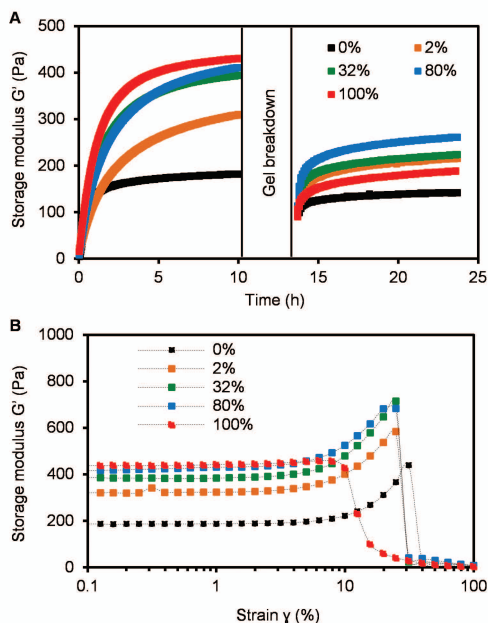 A
Storage modulus G' (Pa)
500
400
300
200
100
0
0 5 10 15 20 25
Time (h)
Gel breakdown
0% 2%
32% 80%
100%
B
Storage modulus G' (Pa)
1000
800
600
400
200
0
0.1 1 10 100
Strain γ (%)
0%
2%
32%
80%
100%